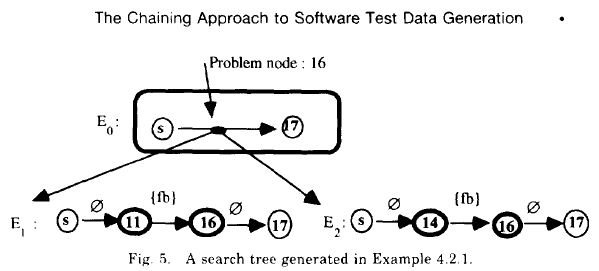 The Chaining Approach to Software Test Data Generation •
Problem node : 16
E0: s 17
{fb} {fb}
E1 : s ∅ 11 16 ∅ 17 E2: s ∅ 14 16 ∅ 17
Fig. 5. A search tree generated in Example 4.2.1.